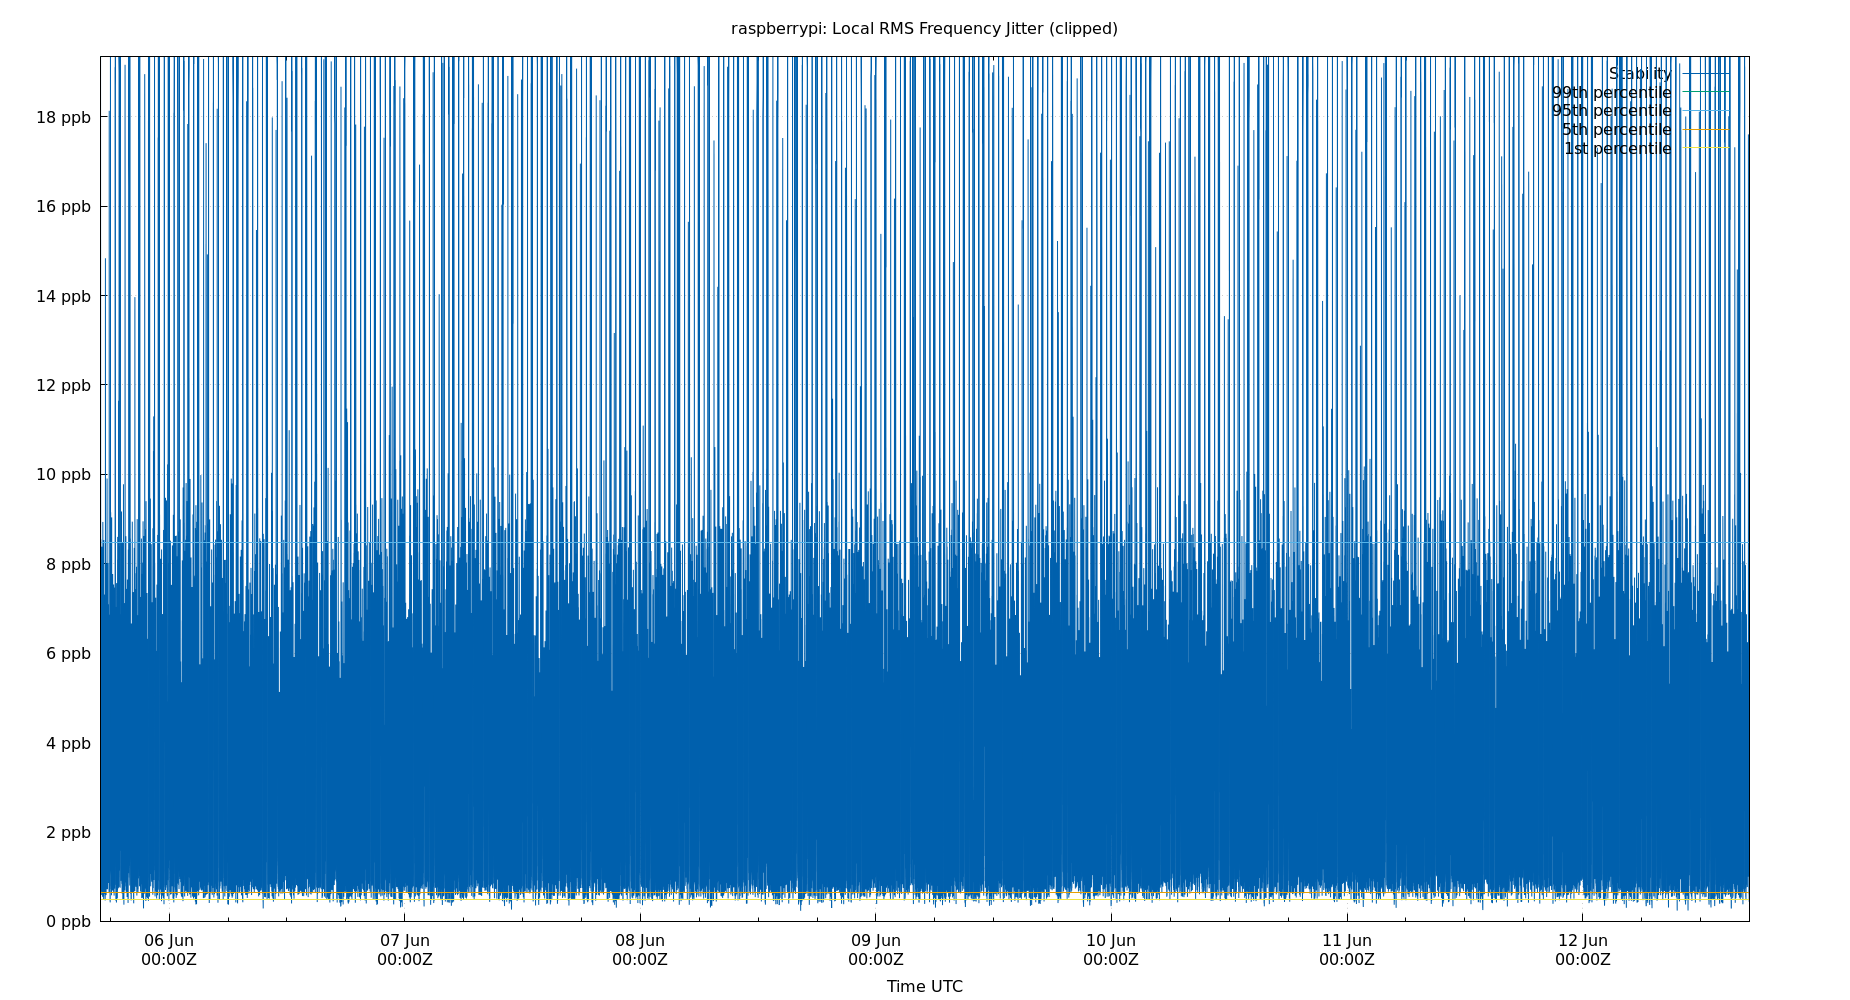 raspberrypi: Local RMS Frequency Jitter (clipped)
Stability
99th percentile
95th percentile
5th percentile
1st percentile
18 ppb
16 ppb
14 ppb
12 ppb
10 ppb
8 ppb
6 ppb
4 ppb
2 ppb
0 ppb
06 Jun 07 Jun 08 Jun 09 Jun 10 Jun 11 Jun 12 Jun
00:00Z 00:00Z 00:00Z 00:00Z 00:00Z 00:00Z 00:00Z
Time UTC